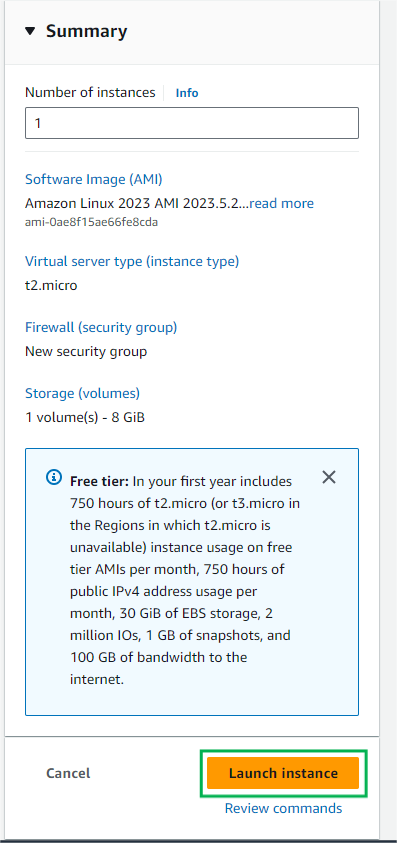 Summary
Number of instances Info
1
Software Image (AMI)
Amazon Linux 2023 AMI 2023.5.2...read more
ami-0ae8f15ae66fe8cda
Virtual server type (instance type)
t2.micro
Firewall (security group)
New security group
Storage (volumes)
1 volume(s) - 8 GiB
Free tier: In your first year includes
750 hours of t2.micro (or t3.micro in
the Regions in which t2.micro is
unavailable) instance usage on free
tier AMIs per month, 750 hours of
public IPv4 address usage per
month, 30 GiB of EBS storage, 2
million IOs, 1 GB of snapshots, and
100 GB of bandwidth to the
internet.
Cancel Launch instance
Review commands